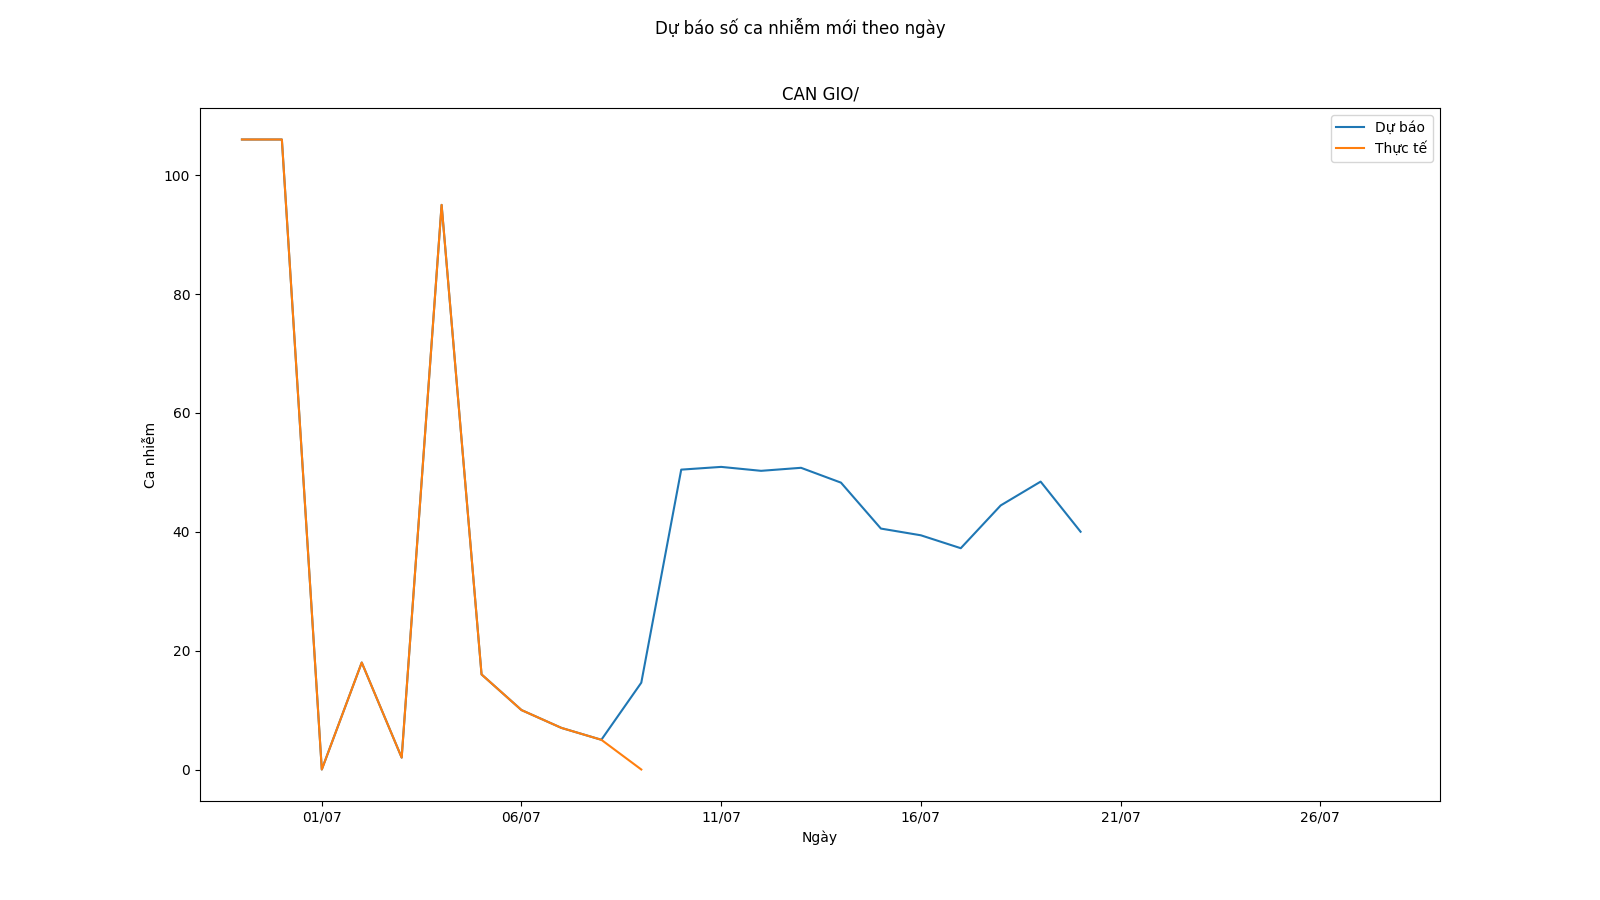 Dự báo số ca nhiễm mới theo ngày
CAN GIO/
Dự báo
Thực tế
100
80
60
40
20
0
Ca nhiễm
01/07 06/07 11/07 16/07 21/07 26/07
Ngày